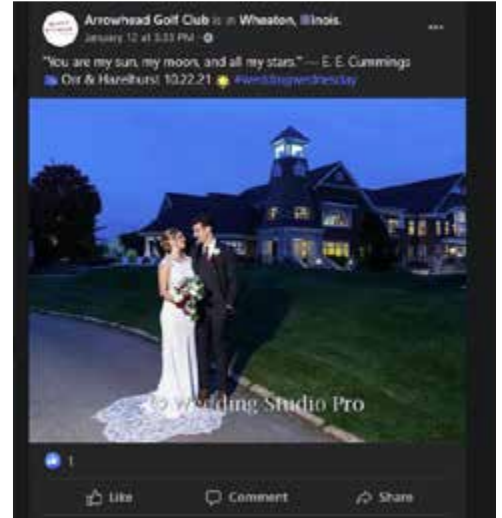 Arrowhead Golf Club is in Wheaton, Illinois.
January 12 at 3:33 PM
"You are my sun, my moon, and all my stars." — E. E. Cummings
Orr & Hazelhurst 10.22.21 #weddingwednesday
© Wedding Studio Pro
1
Like Comment Share